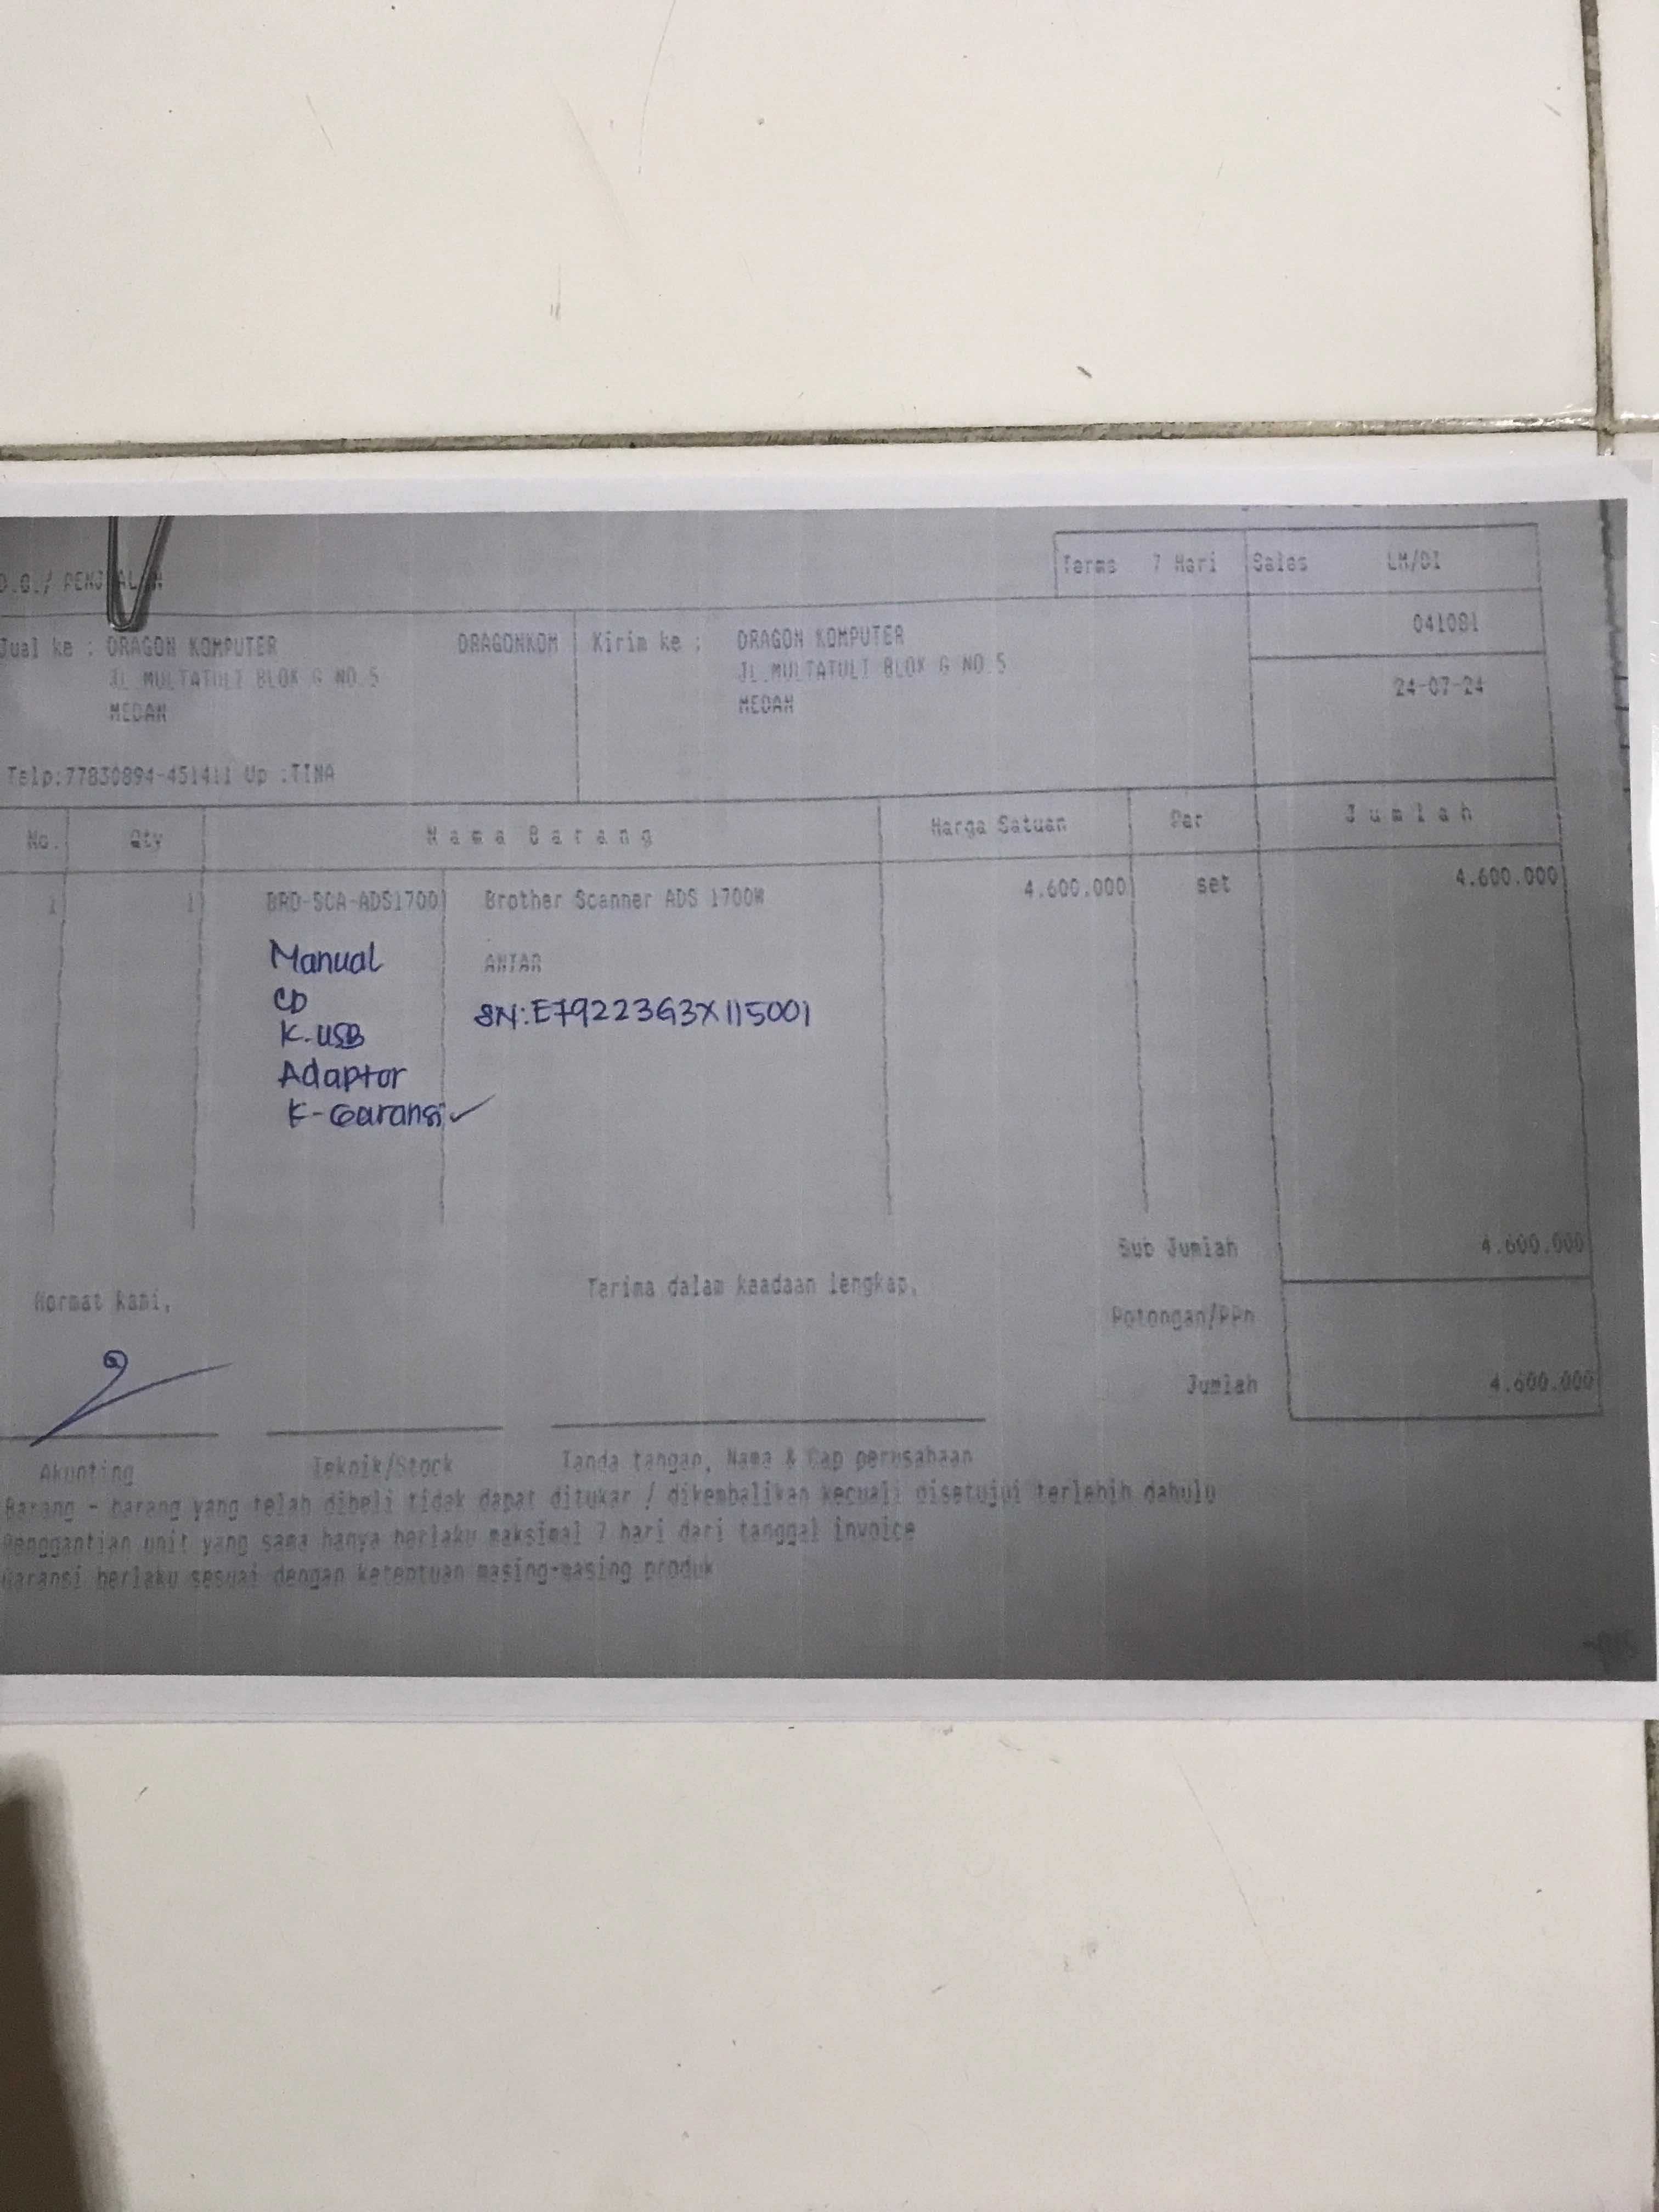 D.O./ PENJUALAN
Terms 7 Hari Sales LM/DI
041081
24-07-24
Jual ke : DRAGON KOMPUTER DRAGONKOM Kirim ke : DRAGON KOMPUTER
JL.MULTATULI BLOK G NO.5 JL.MULTATULI BLOK G NO.5
MEDAN MEDAN
Telp:77830894-451411 Up :TINA
No. Qty Nama Barang Harga Satuan Per Jumlah
1 1 BRO-SCA-ADS1700 Brother Scanner ADS 1700W 4.600.000 set 4.600.000
Manual ANTAR
CD SN:E79223G3X115001
K-USB
Adaptor
K-Garansi ✓
Sub Jumlah 4.600.000
Hormat kami, Terima dalam keadaan lengkap,
Potongan/PPn
Jumlah 4.600.000
Akunting Teknik/Stock Tanda tangan, Nama & Cap perusahaan
Barang - barang yang telah dibeli tidak dapat ditukar / dikembalikan kecuali disetujui terlebih dahulu
Penggantian unit yang sama hanya berlaku maksimal 7 hari dari tanggal invoice
Garansi berlaku sesuai dengan ketentuan masing-masing produk